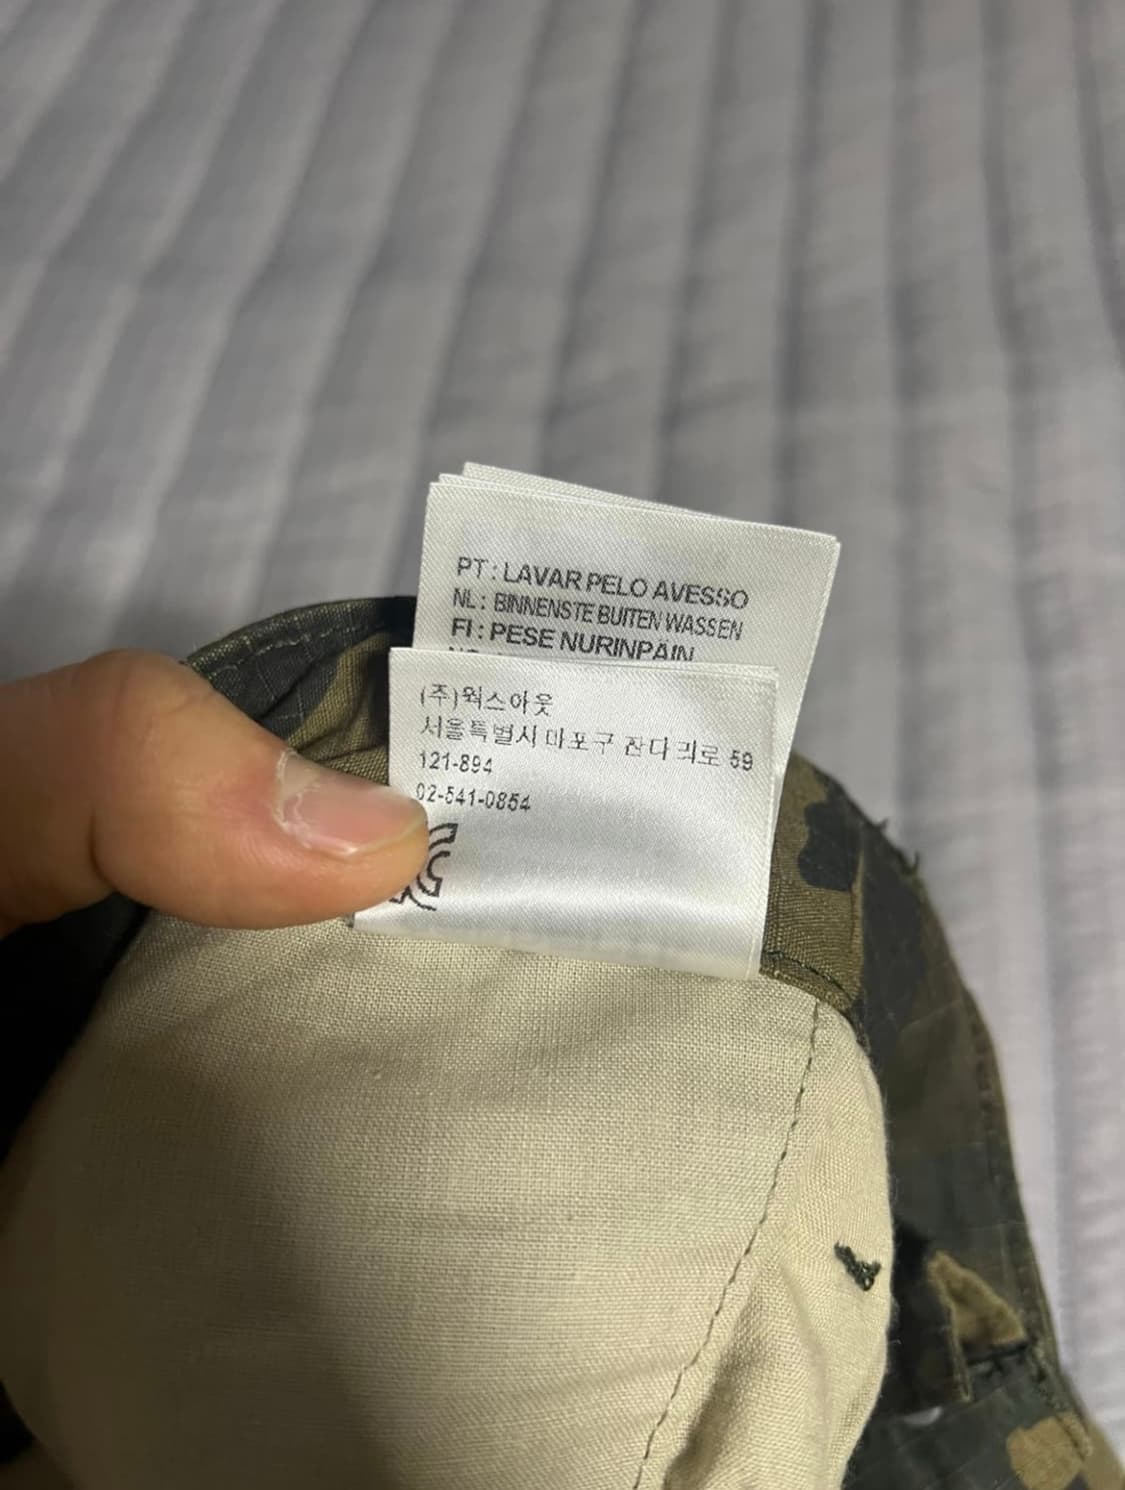 PT : LAVAR PELO AVESSO
NL : BINNENSTE BUITEN WASSEN
FI : PESE NURINPÄIN
(주)웍스아웃
서울특별시 마포구 잔다리로 59
121-894
02-541-0854